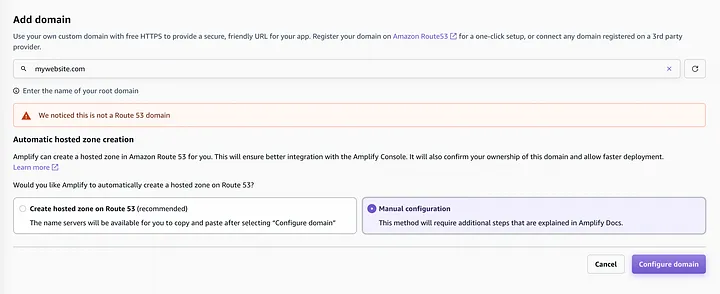 Add domain
Use your own custom domain with free HTTPS to provide a secure, friendly URL for your app. Register your domain on Amazon Route53 for a one-click setup, or connect any domain registered on a 3rd party
provider.
mywebsite.com
Enter the name of your root domain
We noticed this is not a Route 53 domain
Automatic hosted zone creation
Amplify can create a hosted zone in Amazon Route 53 for you. This will ensure better integration with the Amplify Console. It will also confirm your ownership of this domain and allow faster deployment.
Learn more
Would you like Amplify to automatically create a hosted zone on Route 53?
Create hosted zone on Route 53 (recommended)
The name servers will be available for you to copy and paste after selecting "Configure domain"
Manual configuration
This method will require additional steps that are explained in Amplify Docs.
Cancel
Configure domain